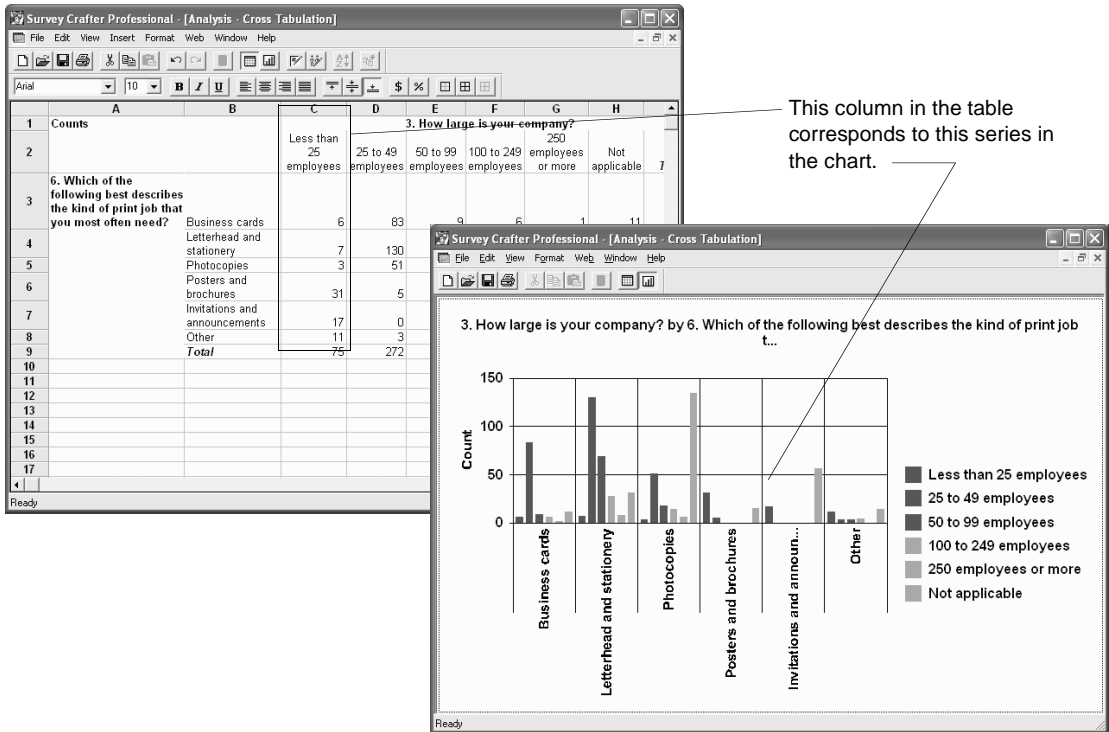 Survey Crafter Professional - [Analysis - Cross Tabulation]
File Edit View Insert Format Web Window Help
Arial 10 B I U $ %
A B C D E F G H
1 Counts 3. How large is your company?
2 Less than 25 employees 25 to 49 employees 50 to 99 employees 100 to 249 employees 250 employees or more Not applicable T
3 6. Which of the following best describes the kind of print job that you most often need? Business cards 6 83 9 6 1 11
4 Letterhead and stationery 7 130
5 Photocopies 3 51
6 Posters and brochures 31 5
7 Invitations and announcements 17 0
8 Other 11 3
9 Total 75 272
10
11
12
13
14
15
16
17
Ready
This column in the table
corresponds to this series in
the chart.
Survey Crafter Professional - [Analysis - Cross Tabulation]
File Edit View Format Web Window Help
3. How large is your company? by 6. Which of the following best describes the kind of print job
t...
150
100
50
0
Count
Business cards
Letterhead and stationery
Photocopies
Posters and brochures
Invitations and announ...
Other
Less than 25 employees
25 to 49 employees
50 to 99 employees
100 to 249 employees
250 employees or more
Not applicable
Ready